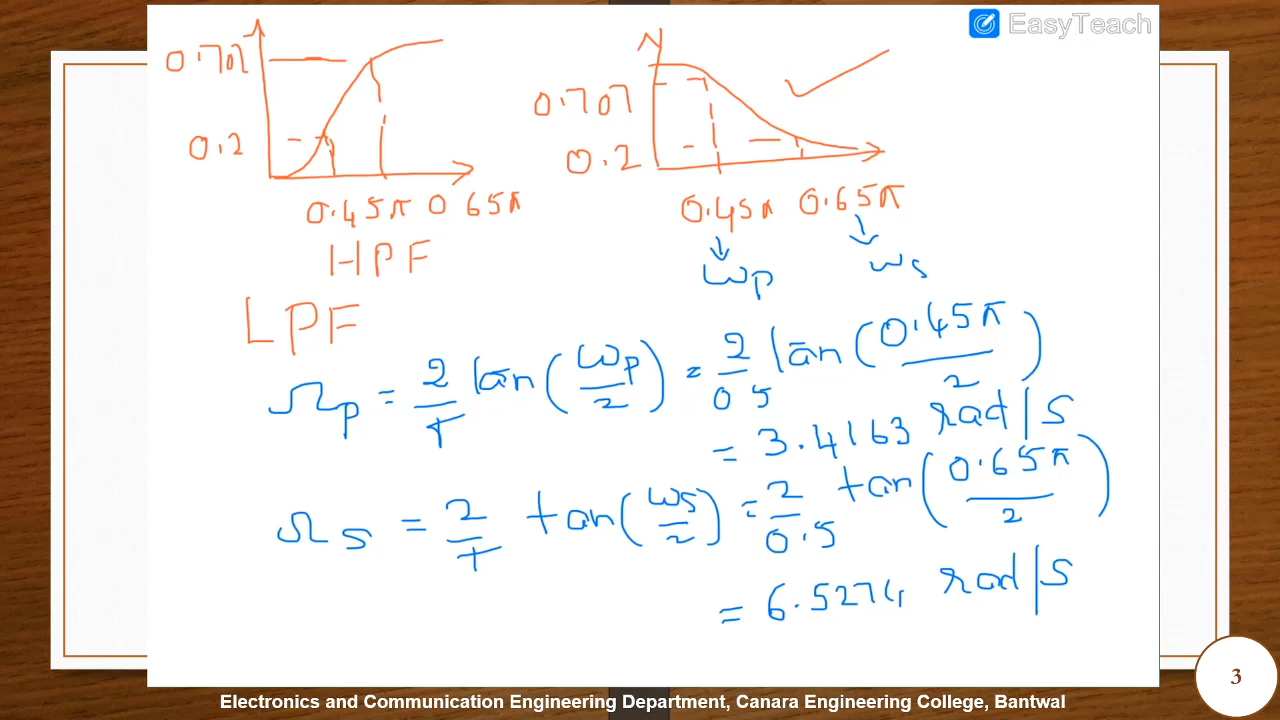 EasyTeach
0.707
0.2
0.45π 0.65π
HPF
0.707
0.2
0.45π 0.65π
ωp ωs
LPF
Ωp = 2/T tan(ωp/2) = 2/0.5 tan(0.45π/2)
= 3.4163 rad/s
Ωs = 2/T tan(ωs/2) = 2/0.5 tan(0.65π/2)
= 6.5274 rad/s
3
Electronics and Communication Engineering Department, Canara Engineering College, Bantwal